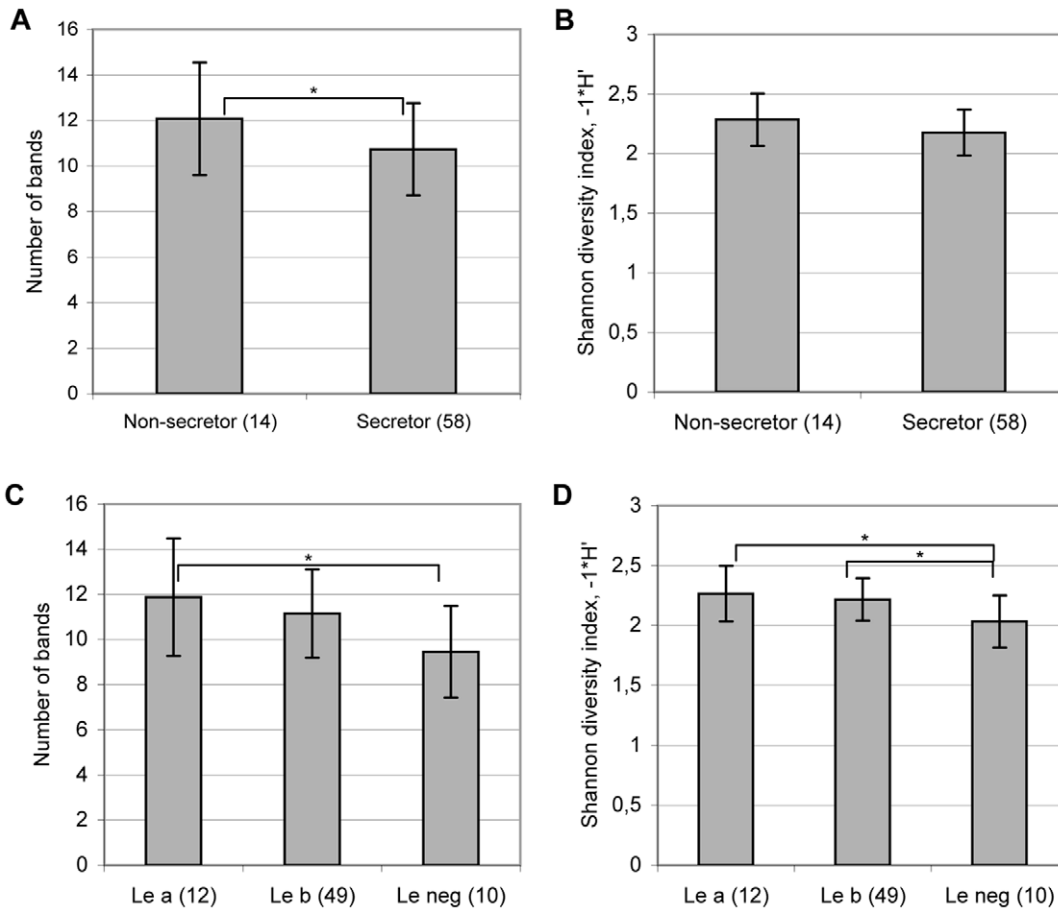 A
16
14
12
10
8
6
4
2
0
Number of bands
*
Non-secretor (14)
Secretor (58)
B
3
2,5
2
1,5
1
0,5
0
Shannon diversity index, -1*H'
Non-secretor (14)
Secretor (58)
C
16
14
12
10
8
6
4
2
0
Number of bands
*
Le a (12)
Le b (49)
Le neg (10)
D
3
2,5
2
1,5
1
0,5
0
Shannon diversity index, -1*H'
*
*
Le a (12)
Le b (49)
Le neg (10)